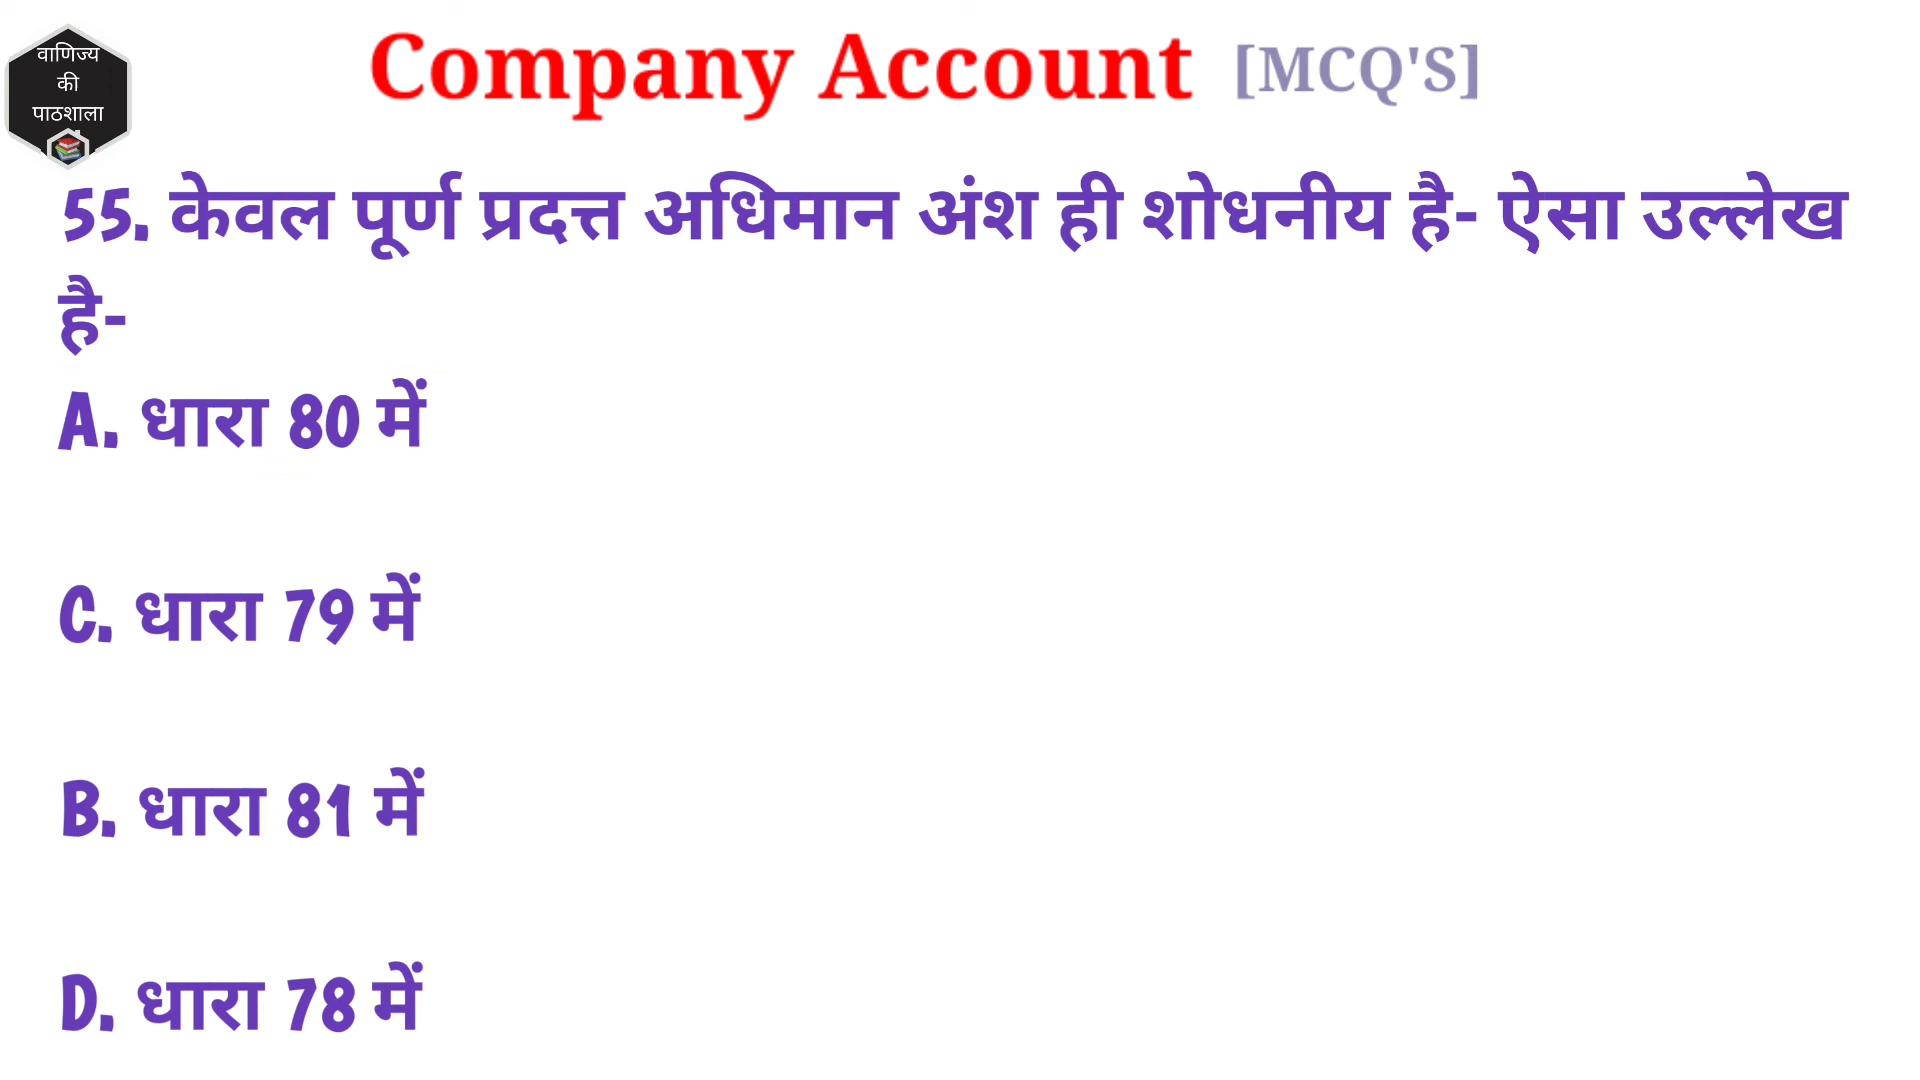 वाणिज्य
की
पाठशाला
Company Account [MCQ'S]
55. केवल पूर्ण प्रदत्त अधिमान अंश ही शोधनीय है- ऐसा उल्लेख
है-
A. धारा 80 में
C. धारा 79 में
B. धारा 81 में
D. धारा 78 में